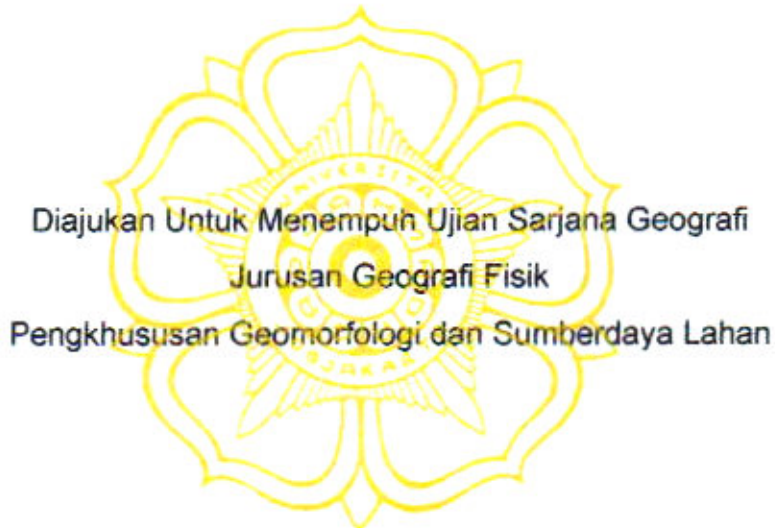 Diajukan Untuk Menempuh Ujian Sarjana Geografi
Jurusan Geografi Fisik
Pengkhususan Geomorfologi dan Sumberdaya Lahan